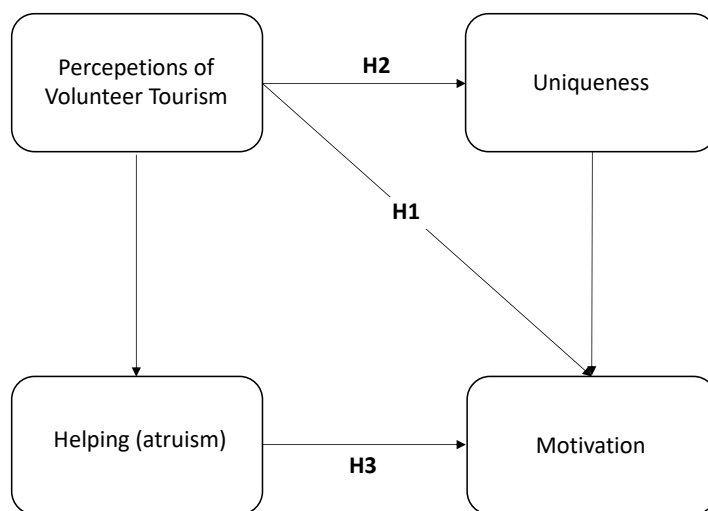 Percepetions of
Volunteer Tourism
H2
Uniqueness
H1
Helping (atruism)
H3
Motivation